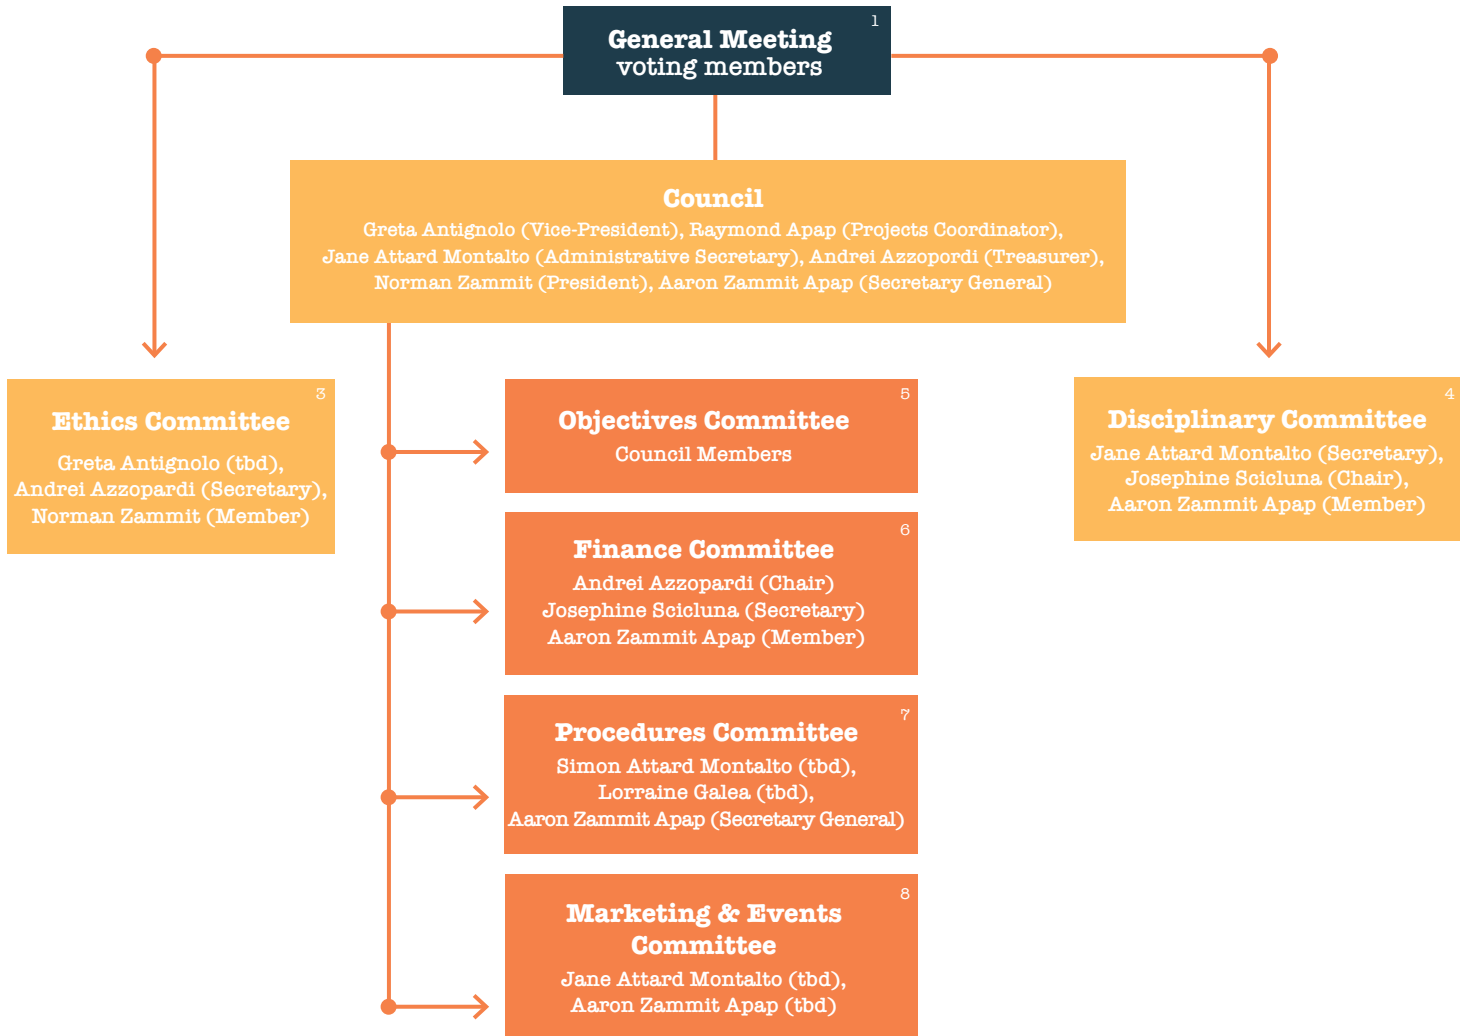 1
General Meeting
voting members
Council
Greta Antignolo (Vice-President), Raymond Apap (Projects Coordinator),
Jane Attard Montalto (Administrative Secretary), Andrei Azzopordi (Treasurer),
Norman Zammit (President), Aaron Zammit Apap (Secretary General)
3
Ethics Committee
Greta Antignolo (tbd),
Andrei Azzopardi (Secretary),
Norman Zammit (Member)
5
Objectives Committee
Council Members
4
Disciplinary Committee
Jane Attard Montalto (Secretary),
Josephine Scicluna (Chair),
Aaron Zammit Apap (Member)
6
Finance Committee
Andrei Azzopardi (Chair)
Josephine Scicluna (Secretary)
Aaron Zammit Apap (Member)
7
Procedures Committee
Simon Attard Montalto (tbd),
Lorraine Galea (tbd),
Aaron Zammit Apap (Secretary General)
8
Marketing & Events
Committee
Jane Attard Montalto (tbd),
Aaron Zammit Apap (tbd)